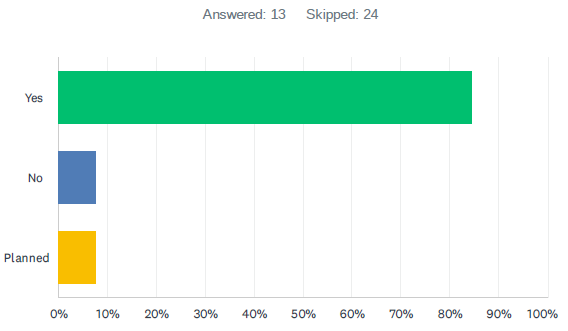 Answered: 13 Skipped: 24
Yes
No
Planned
0% 10% 20% 30% 40% 50% 60% 70% 80% 90% 100%